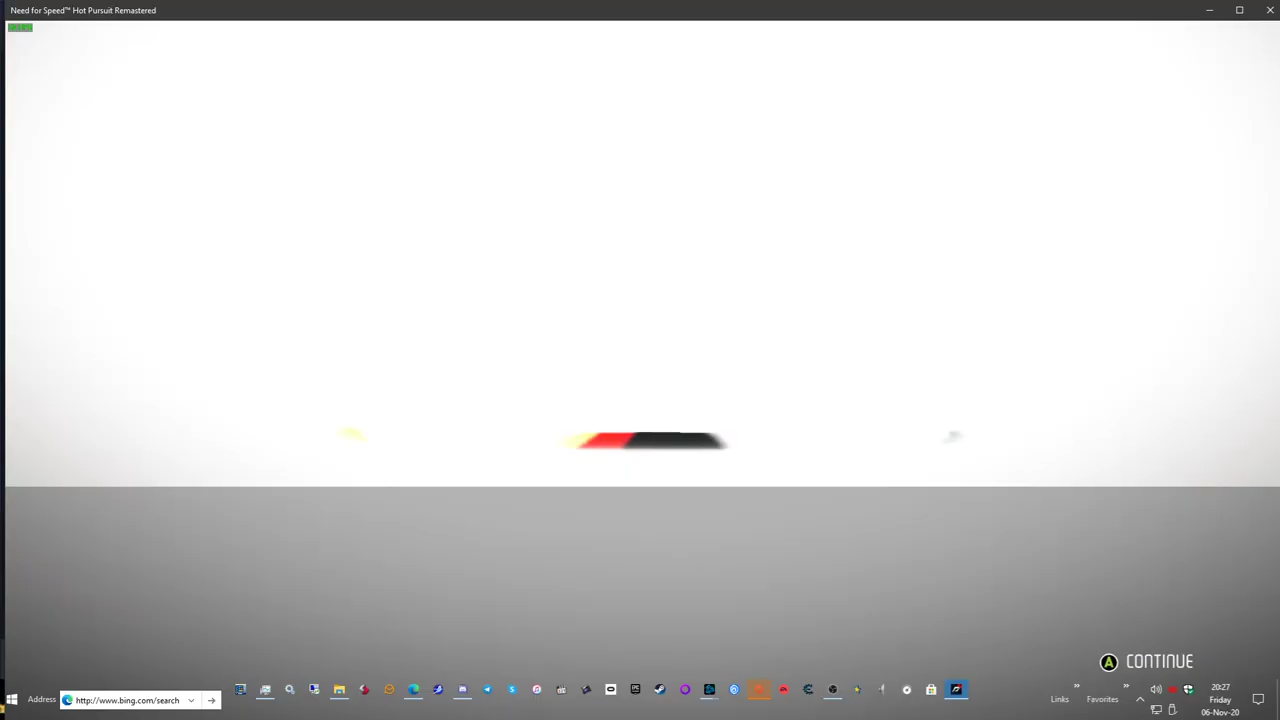 Need for Speed™ Hot Pursuit Remastered
A CONTINUE
Address
http://www.bing.com/search
Links
»
Favorites
»
20:27
Friday
06-Nov-20